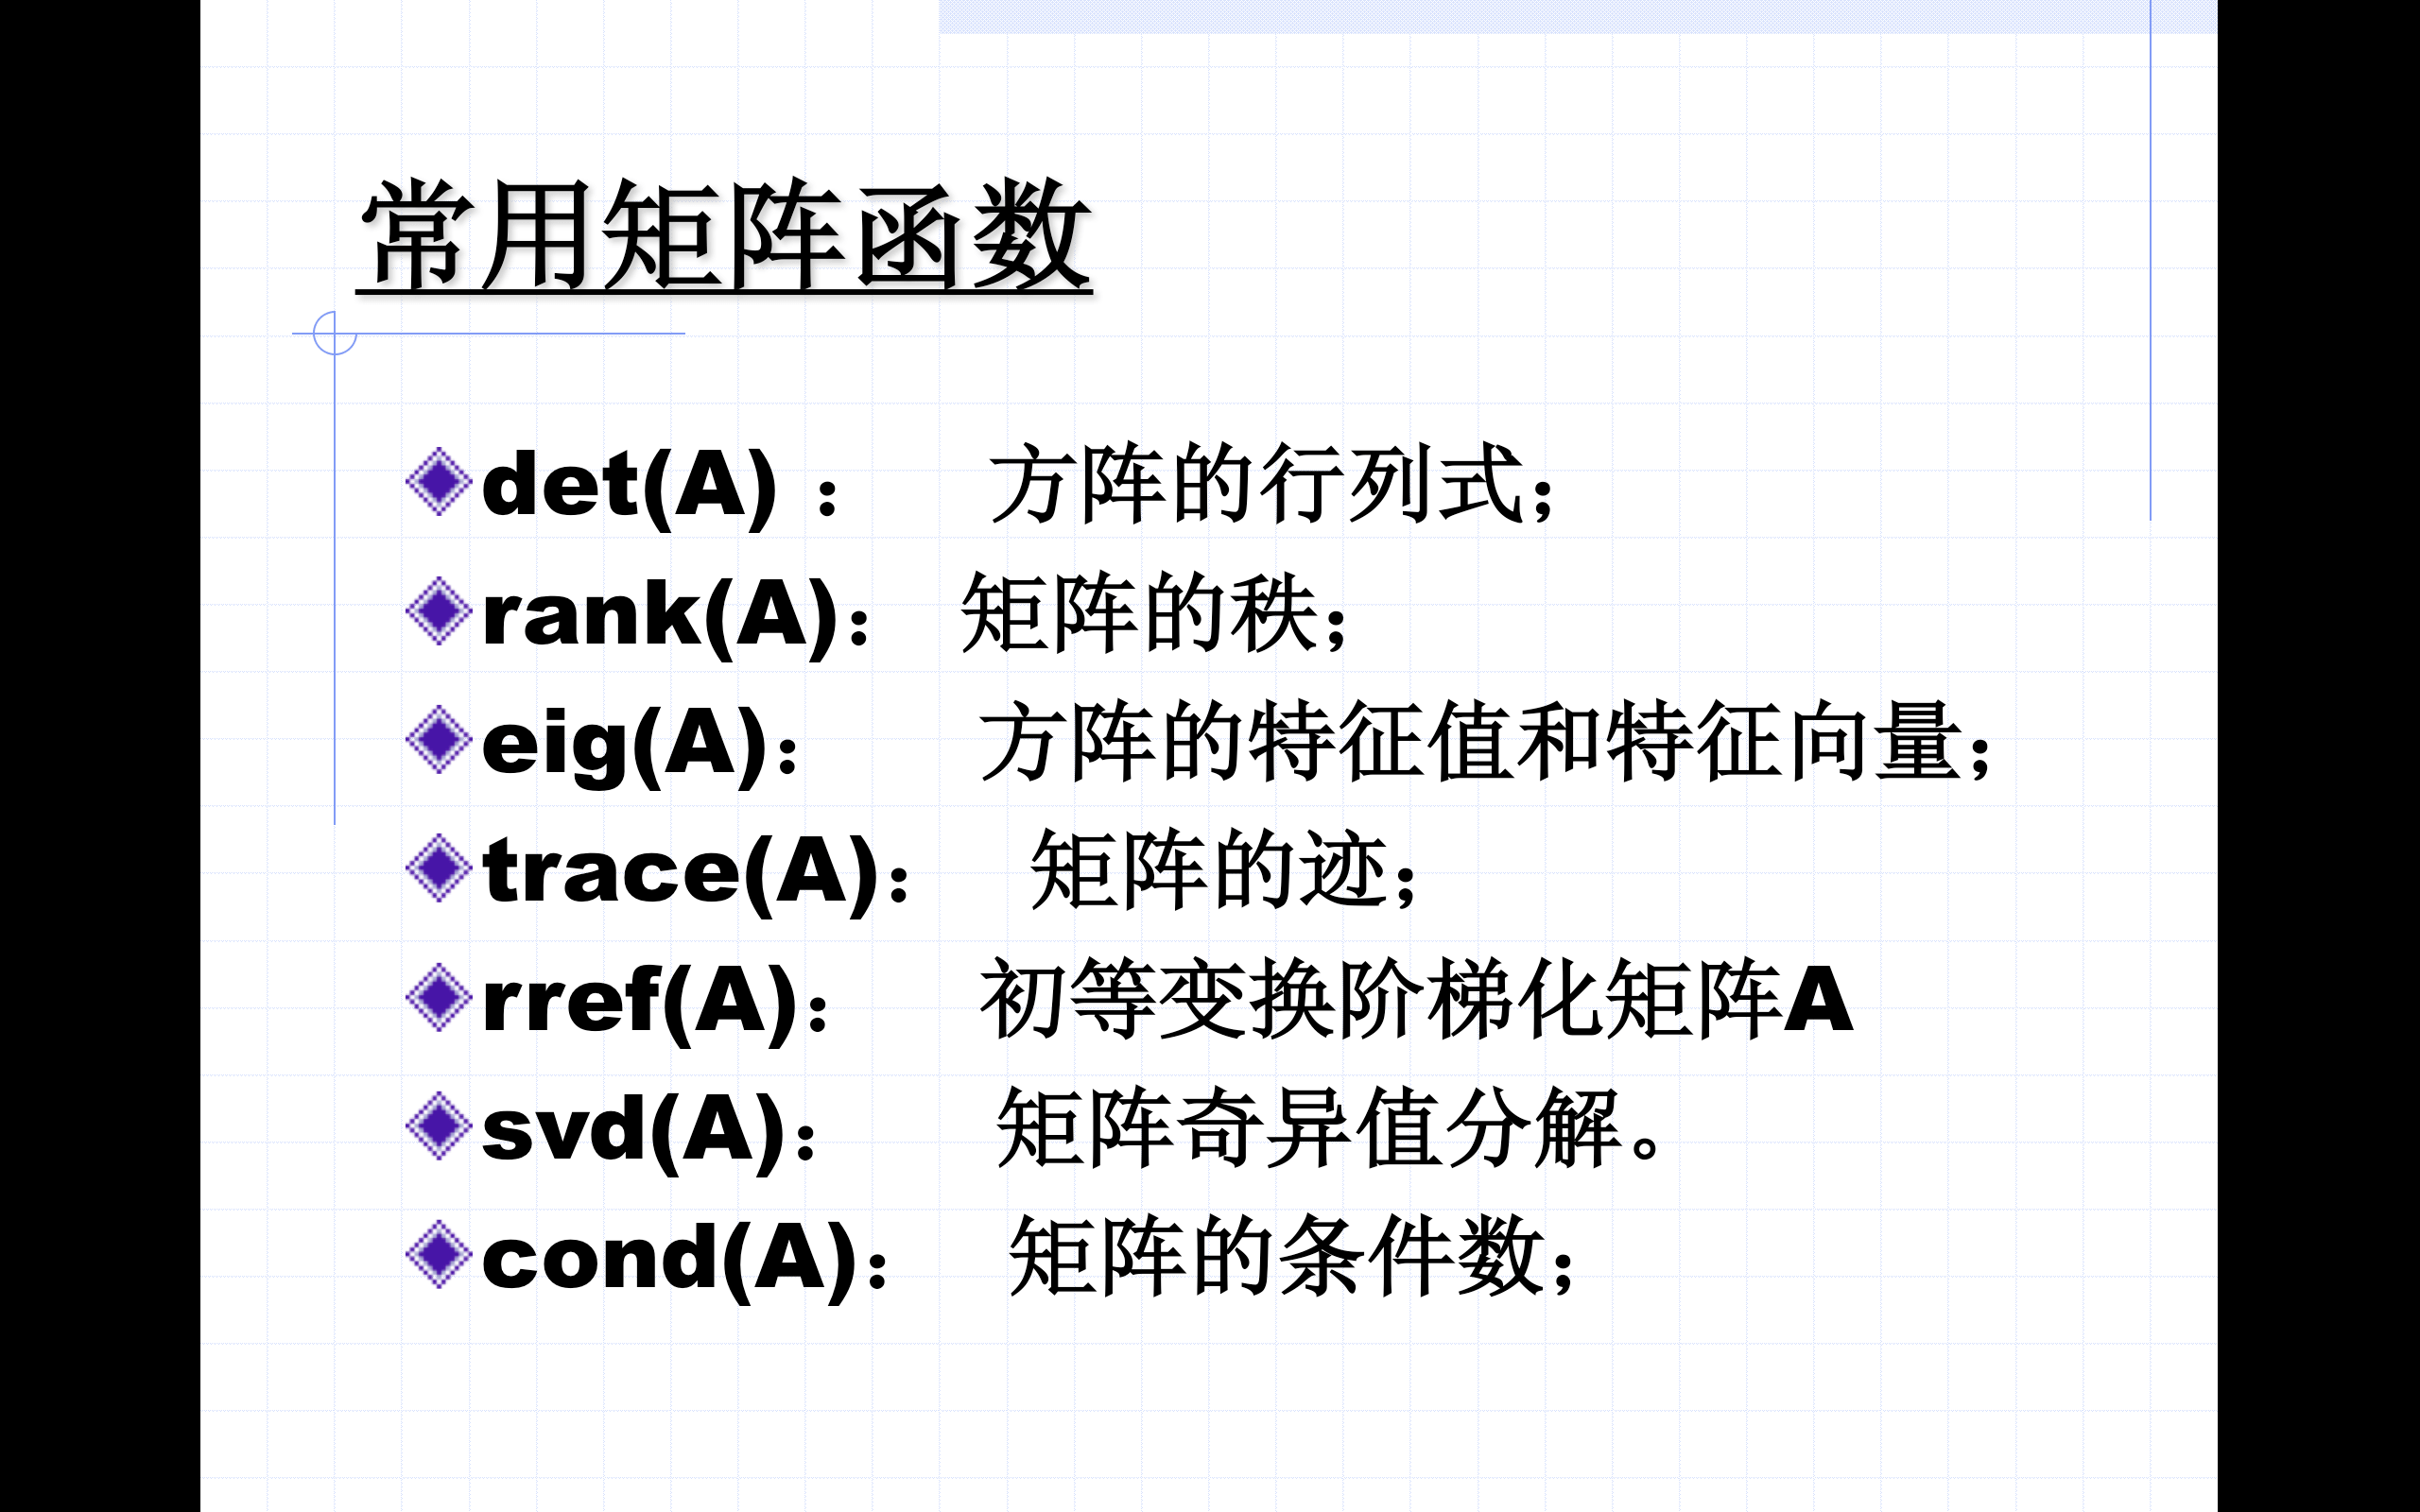 常用矩阵函数
det(A) ： 方阵的行列式；
rank(A)： 矩阵的秩；
eig(A)： 方阵的特征值和特征向量；
trace(A)： 矩阵的迹；
rref(A)： 初等变换阶梯化矩阵A
svd(A)： 矩阵奇异值分解。
cond(A)： 矩阵的条件数；